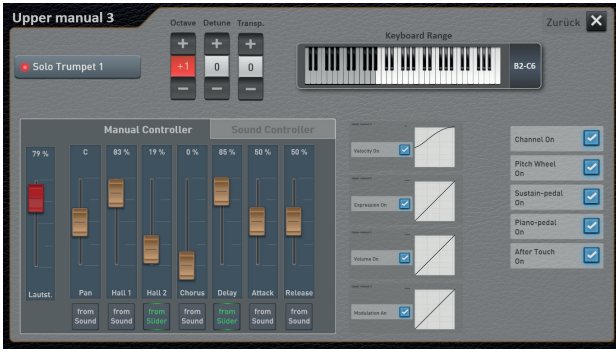 Upper manual 3
Octave Detune Transp.
Zurück
Keyboard Range
+ + +
Solo Trumpet 1
+1 0 0
B2-C6
− − −
Manual Controller
Sound Controller
79 % C 83 % 19 % 0 % 85 % 50 % 50 %
Velocity On
Channel On
Pitch Wheel
On
Expression On
Sustain-pedal
On
Piano-pedal
On
Volume On
After Touch
On
Lautst. Pan Hall 1 Hall 2 Chorus Delay Attack Release
from from from from from from from
Sound Sound Slider Sound Slider Sound Sound
Modulation On